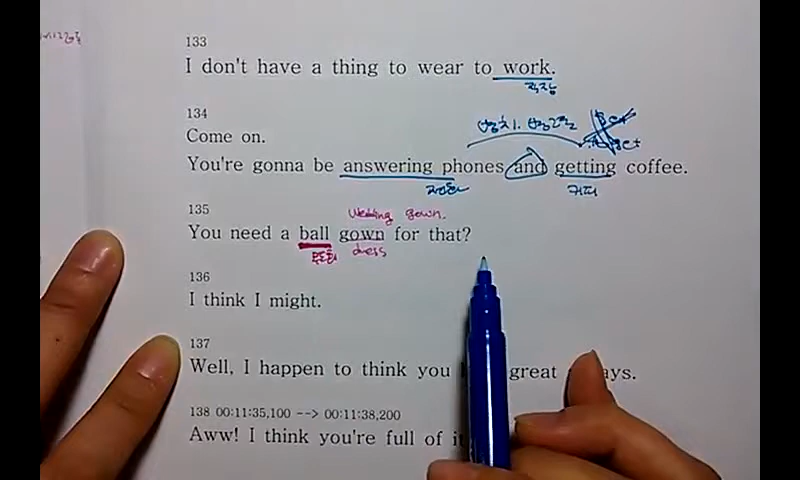 133
I don't have a thing to wear to work.
134
Come on.
You're gonna be answering phones and getting coffee.
wedding gown.
135
You need a ball gown for that?
dress
136
I think I might.
137
Well, I happen to think you great ays.
138 00:11:35,100 --> 00:11:38,200
Aww! I think you're full of it